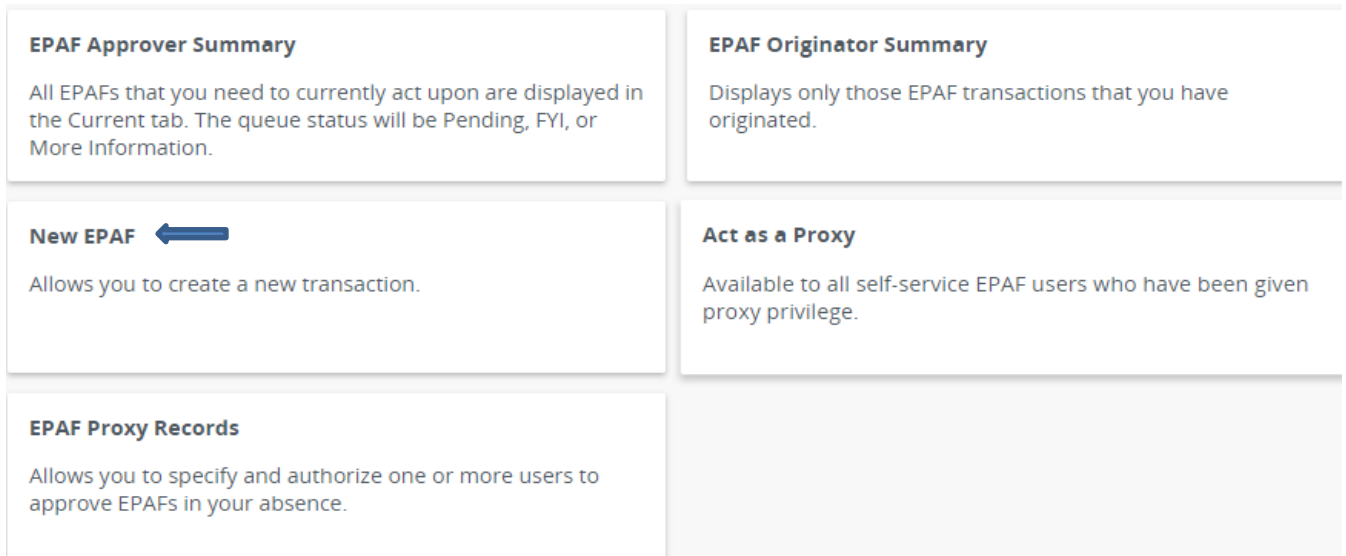 EPAF Approver Summary
All EPAFs that you need to currently act upon are displayed in
the Current tab. The queue status will be Pending, FYI, or
More Information.
EPAF Originator Summary
Displays only those EPAF transactions that you have
originated.
New EPAF
Allows you to create a new transaction.
Act as a Proxy
Available to all self-service EPAF users who have been given
proxy privilege.
EPAF Proxy Records
Allows you to specify and authorize one or more users to
approve EPAFs in your absence.